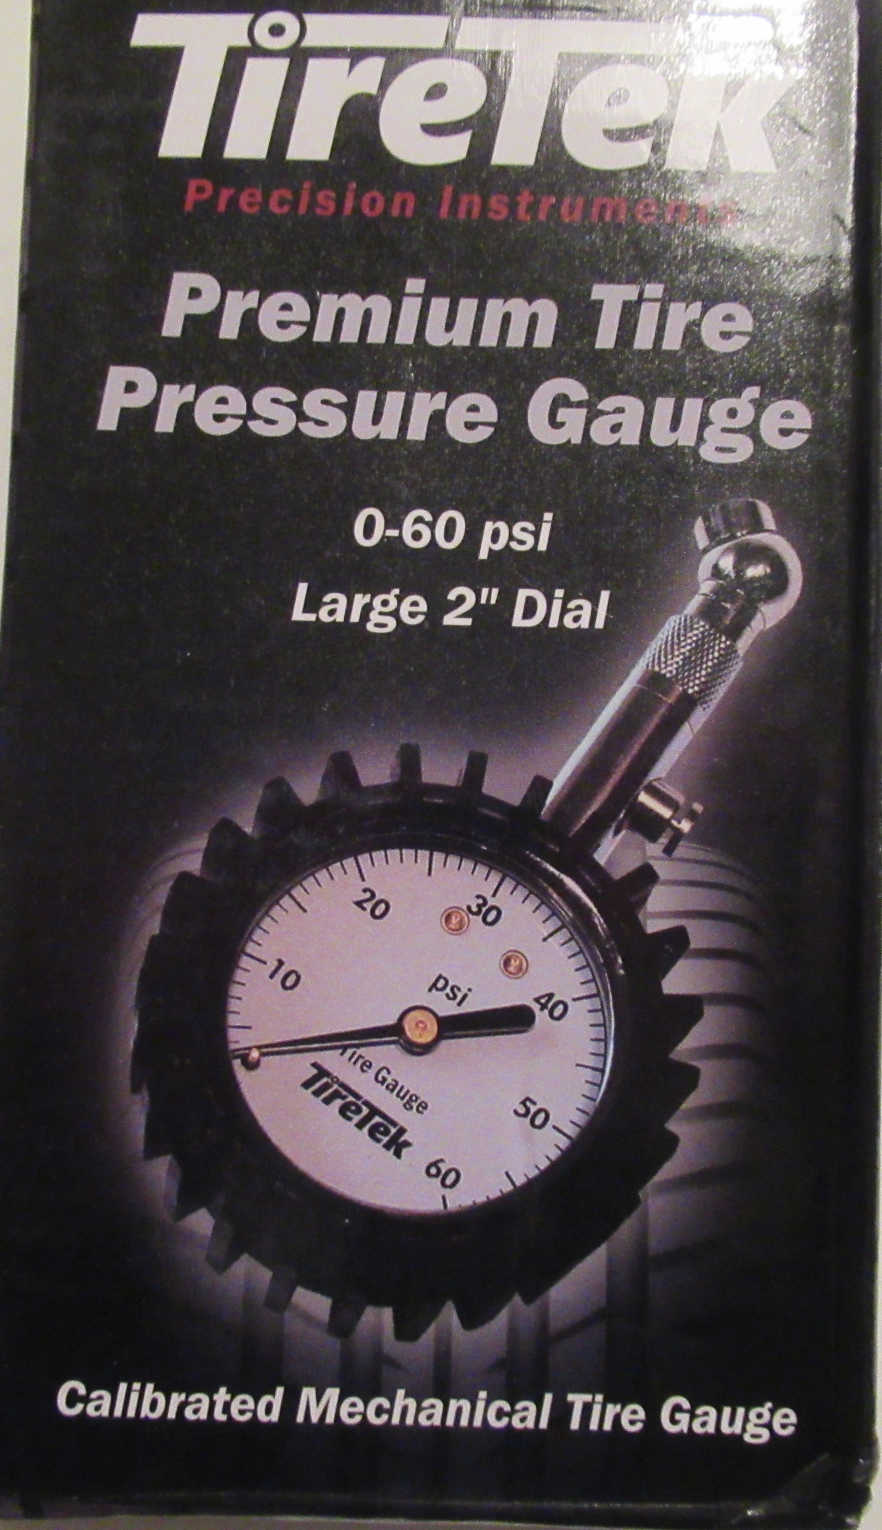 TireTek
Precision Instruments
Premium Tire
Pressure Gauge
0-60 psi
Large 2" Dial
10
20
30
40
50
60
psi
Tire Gauge
TireTek
Calibrated Mechanical Tire Gauge